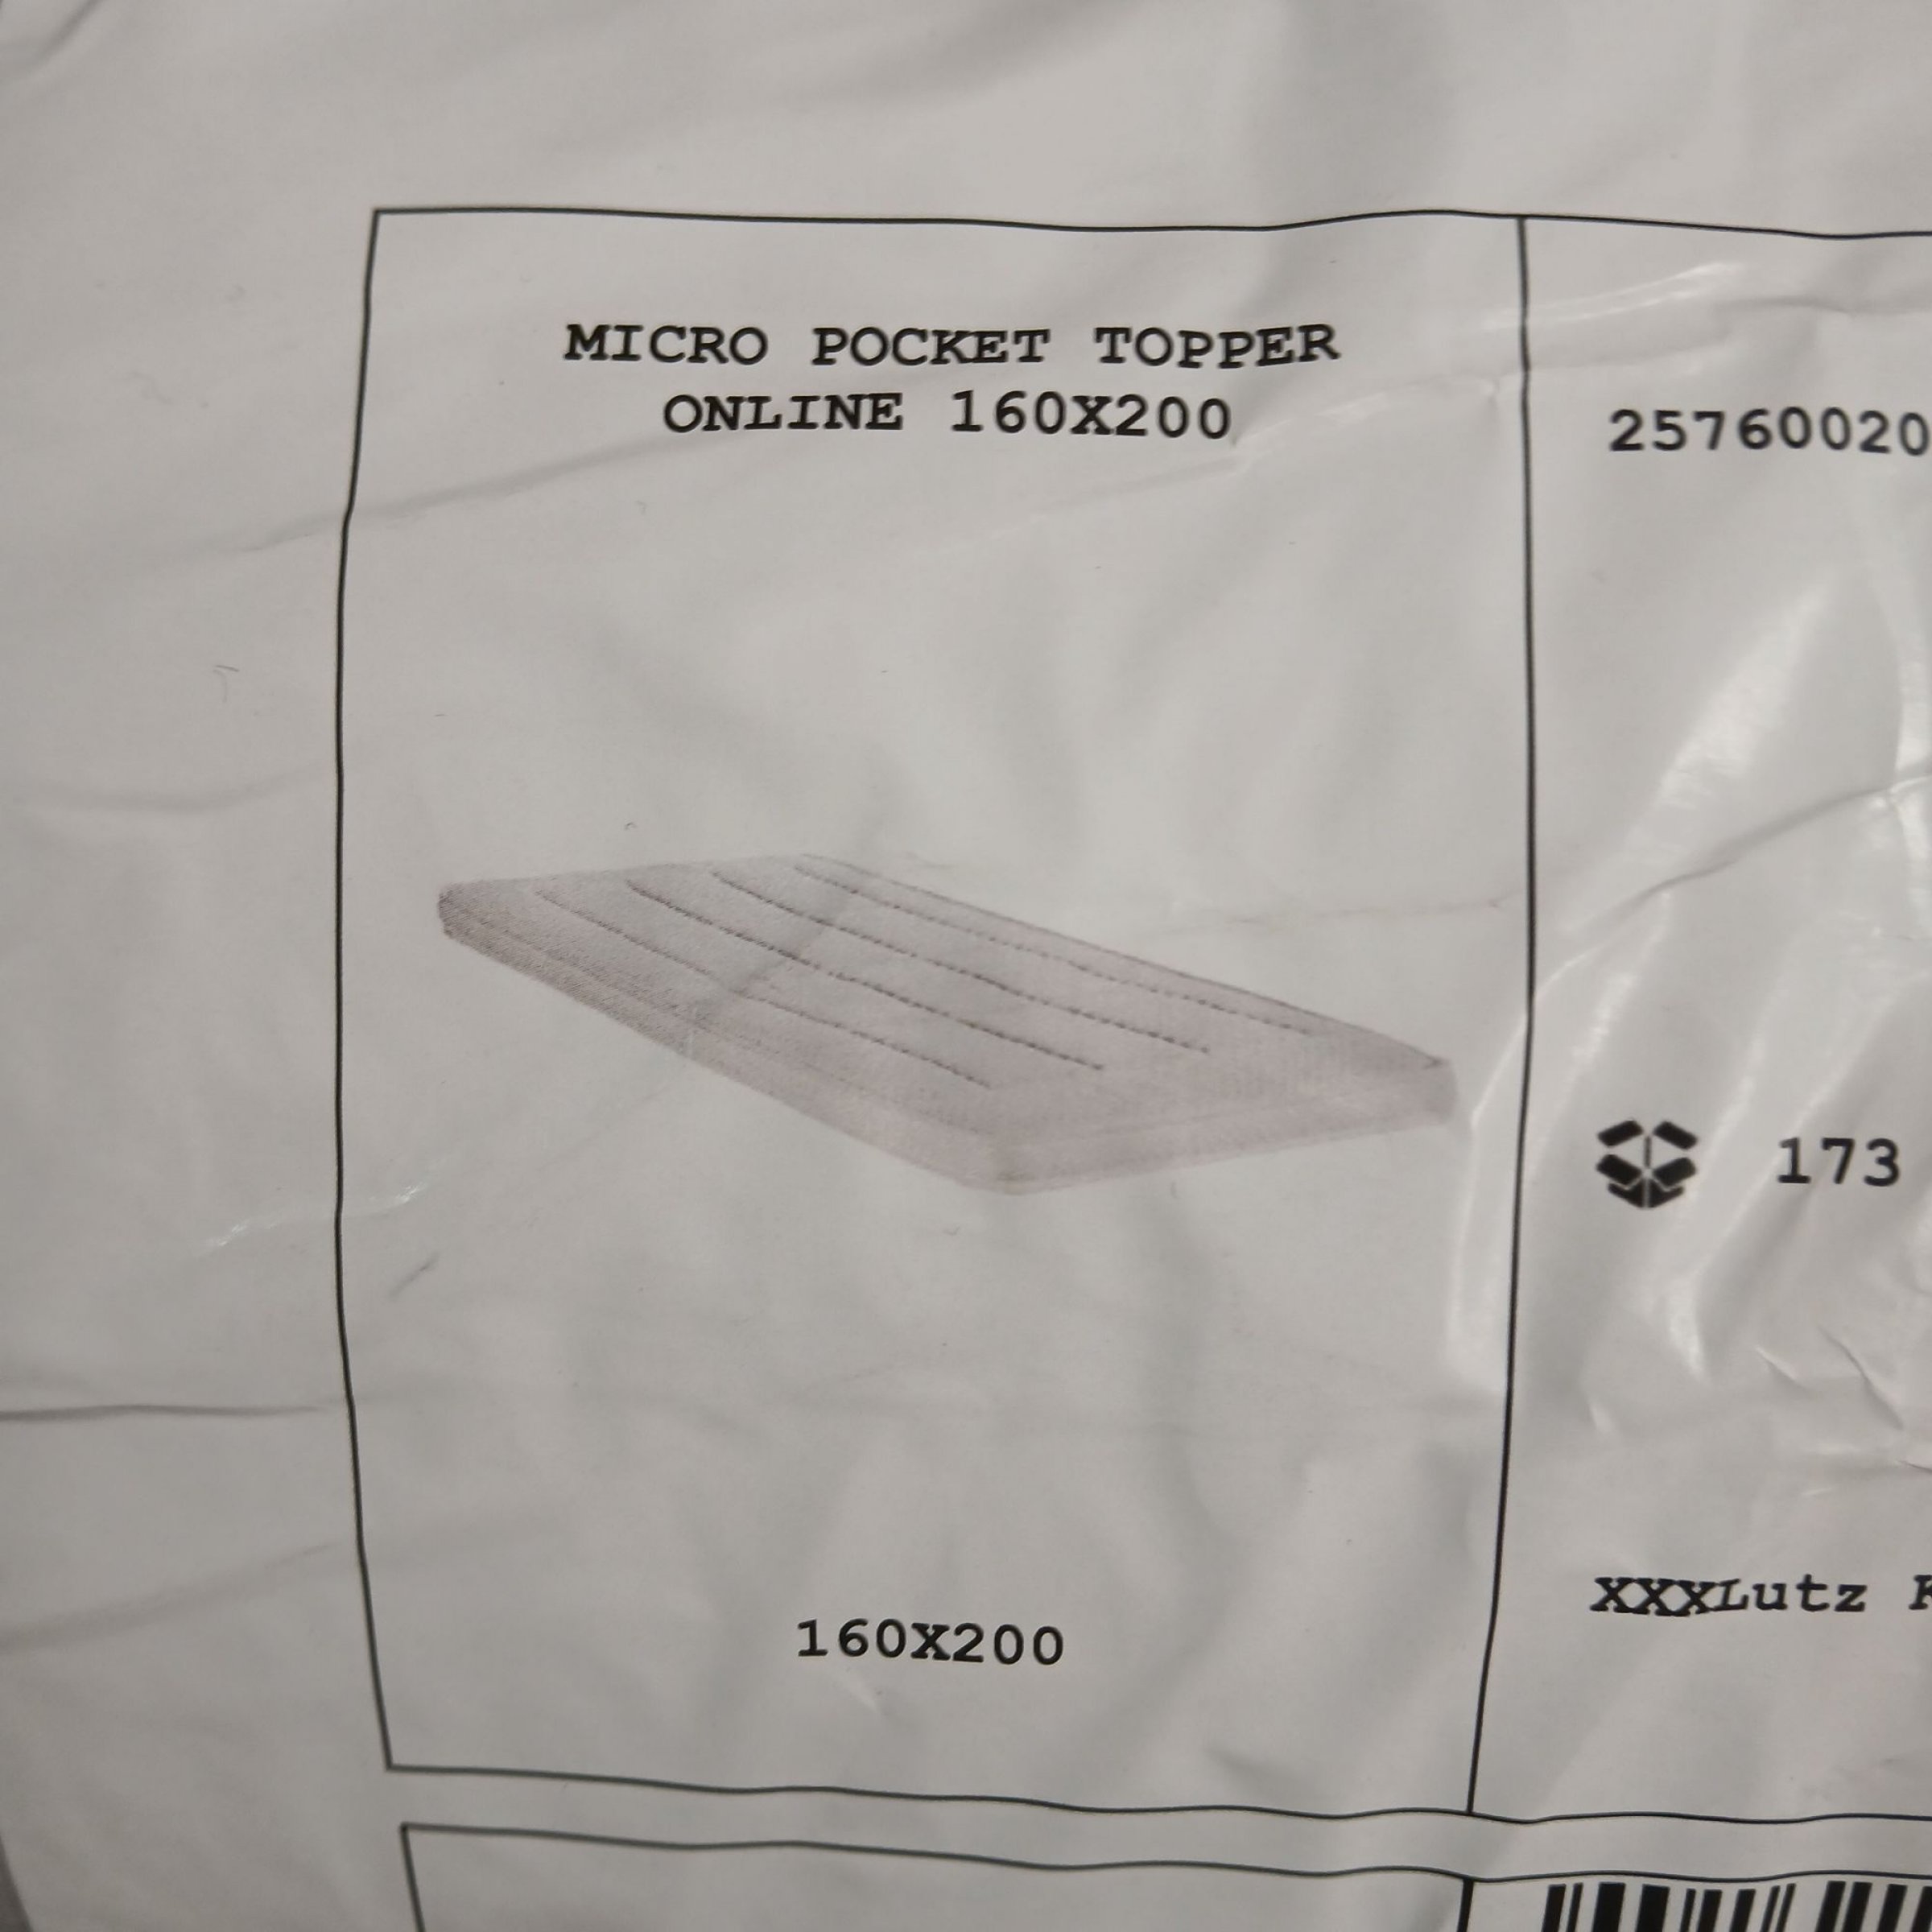 MICRO POCKET TOPPER
ONLINE 160X200
25760020
173
XXXLutz
160X200